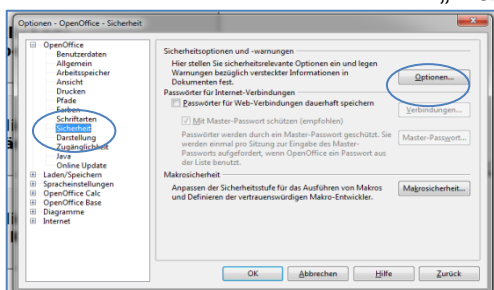 Optionen - OpenOffice - Sicherheit
OpenOffice
Benutzerdaten
Allgemein
Arbeitsspeicher
Ansicht
Drucken
Pfade
Farben
Schriftarten
Sicherheit
Darstellung
Zugänglichkeit
Java
Online Update
Laden/Speichern
Spracheinstellungen
OpenOffice Calc
OpenOffice Base
Diagramme
Internet
Sicherheitsoptionen und -warnungen
Hier stellen Sie sicherheitsrelevante Optionen ein und legen
Warnungen bezüglich versteckter Informationen in
Dokumenten fest.
Optionen...
Passwörter für Internet-Verbindungen
Passwörter für Web-Verbindungen dauerhaft speichern
Verbindungen...
Mit Master-Passwort schützen (empfohlen)
Passwörter werden durch ein Master-Passwort geschützt. Sie
werden einmal pro Sitzung zur Eingabe des Master-
Passworts aufgefordert, wenn OpenOffice ein Passwort aus
der Liste benutzt.
Master-Passwort...
Makrosicherheit
Anpassen der Sicherheitsstufe für das Ausführen von Makros
und Definieren der vertrauenswürdigen Makro-Entwickler.
Makrosicherheit...
OK
Abbrechen
Hilfe
Zurück